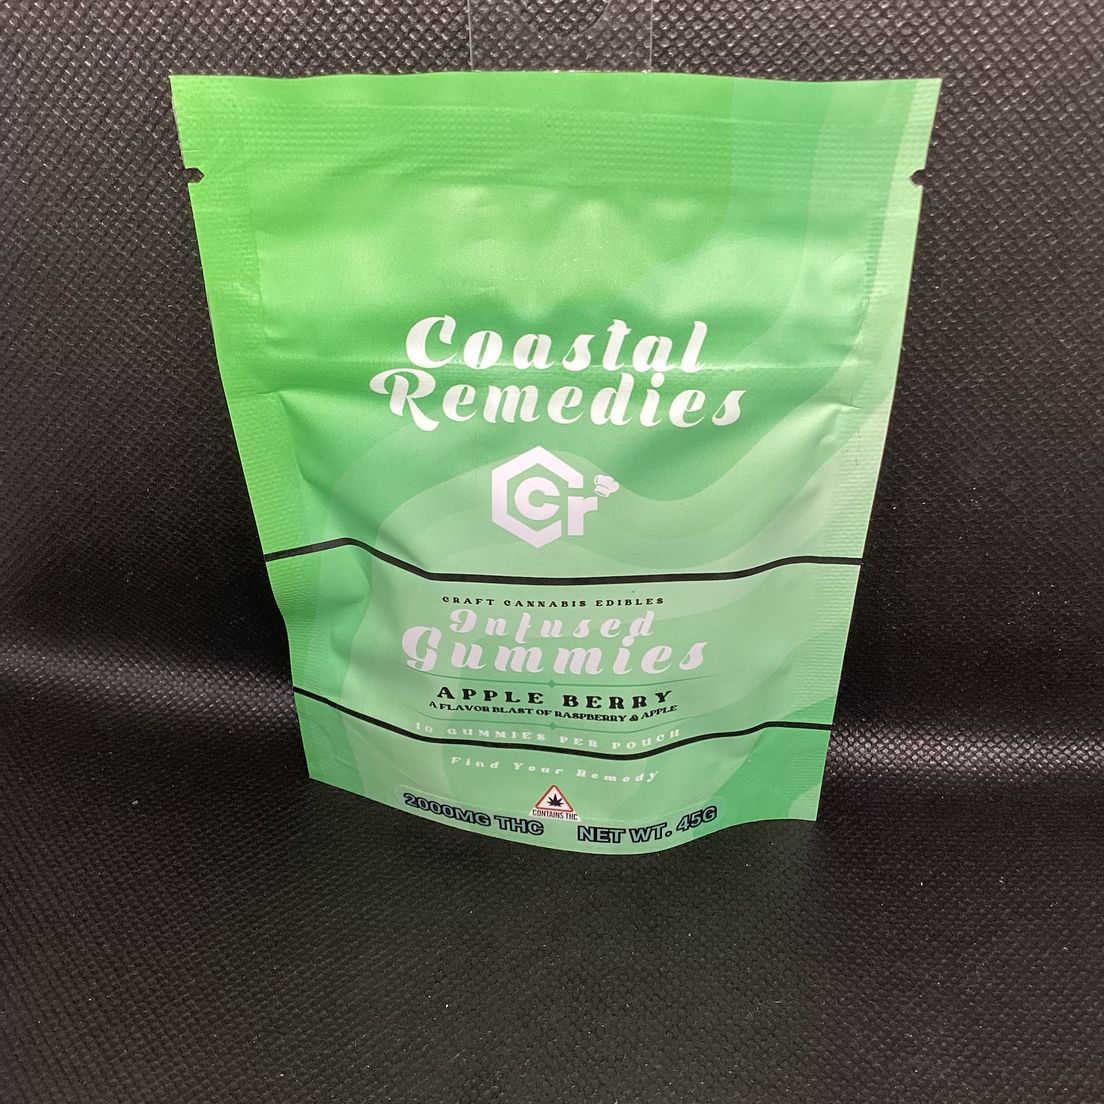 Coastal
Remedies
Cr
CRAFT CANNABIS EDIBLES
Infused
Gummies
APPLE BERRY
A FLAVOR BLAST OF RASPBERRY & APPLE
10 GUMMIES PER POUCH
Find Your Remedy
CONTAINS THC
2000MG THC NET WT. 45G